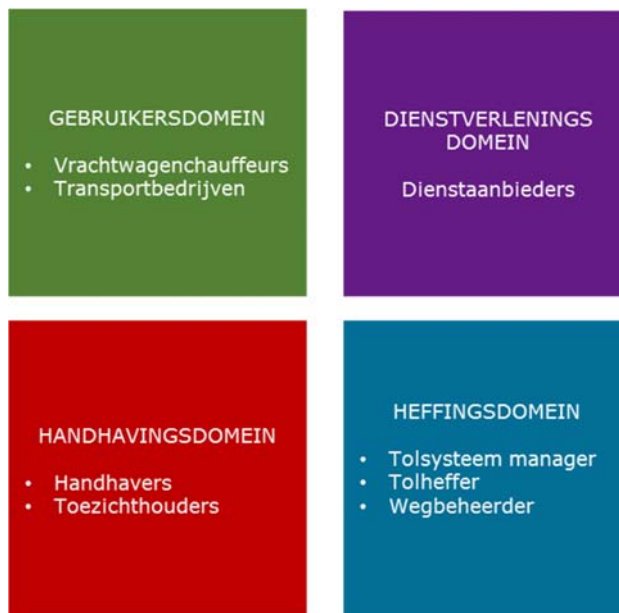 GEBRUIKERSDOMEIN
• Vrachtwagenchauffeurs
• Transportbedrijven
DIENSTVERLENINGS
DOMEIN
Dienstaanbieders
HANDHAVINGSDOMEIN
• Handhavers
• Toezichthouders
HEFFINGSDOMEIN
• Tolsysteem manager
• Tolheffer
• Wegbeheerder